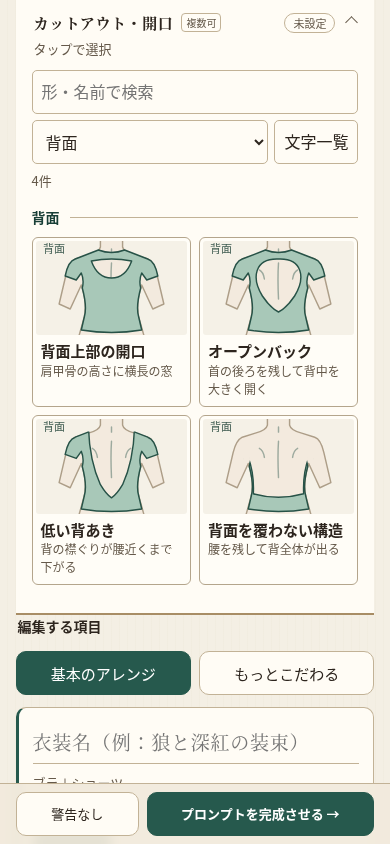 カットアウト・開口 複数可 未設定
タップで選択
形・名前で検索
背面 文字一覧
4件
背面
背面 背面
背面上部の開口 オープンバック
肩甲骨の高さに横長の窓 首の後ろを残して背中を
大きく開く
背面 背面
低い背あき 背面を覆わない構造
背の襟ぐりが腰近くまで 腰を残して背全体が出る
下がる
編集する項目
基本のアレンジ もっとこだわる
衣装名（例：狼と深紅の装束）
ブラ＋ショーツ
警告なし プロンプトを完成させる→